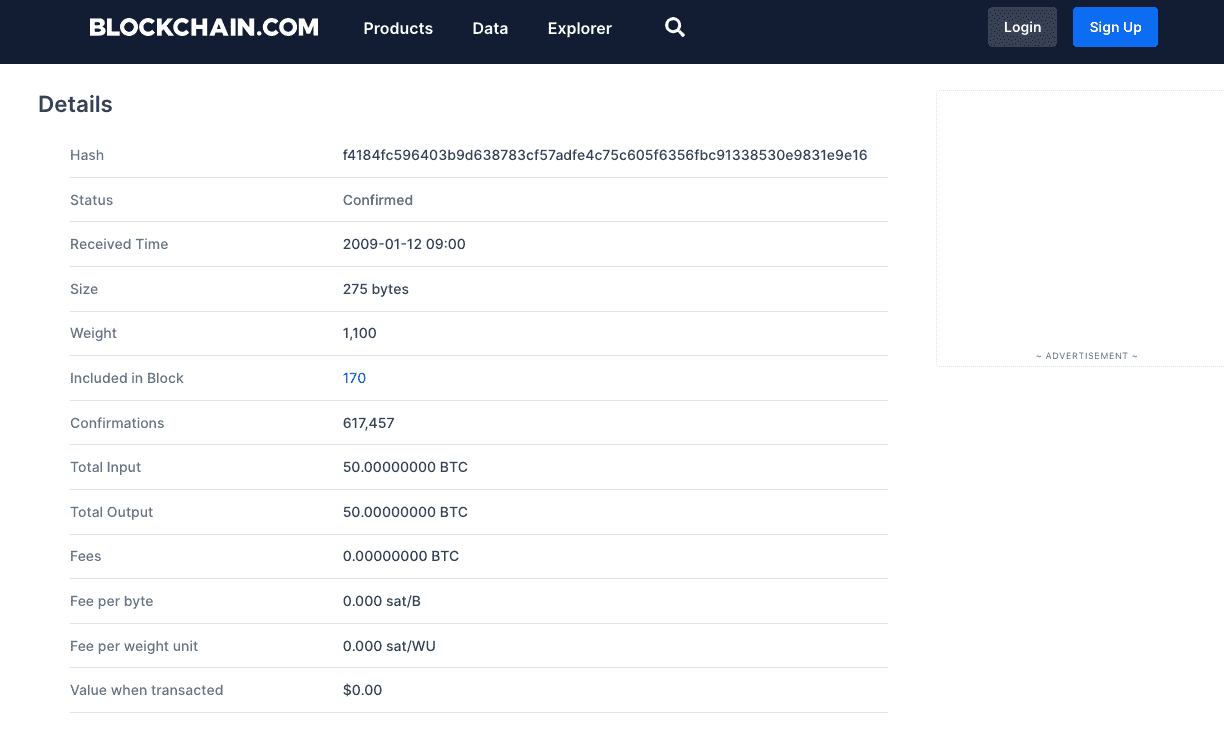 BLOCKCHAIN.COM Products Data Explorer Login Sign Up
Details
Hash f4184fc596403b9d638783cf57adfe4c75c605f6356fbc91338530e9831e9e16
Status Confirmed
Received Time 2009-01-12 09:00
Size 275 bytes
Weight 1,100
Included in Block 170
Confirmations 617,457
Total Input 50.00000000 BTC
Total Output 50.00000000 BTC
Fees 0.00000000 BTC
Fee per byte 0.000 sat/B
Fee per weight unit 0.000 sat/WU
Value when transacted $0.00
~ ADVERTISEMENT ~